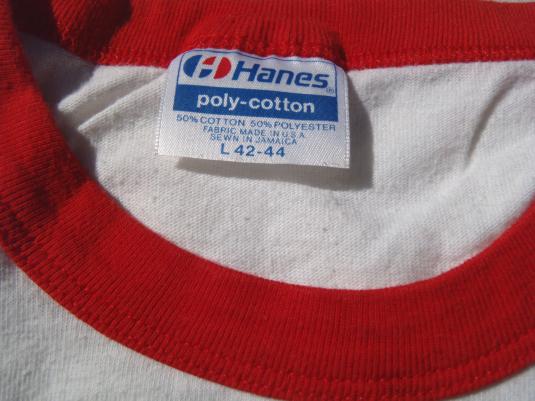 Hanes®
poly-cotton
50% COTTON 50% POLYESTER
FABRIC MADE IN U.S.A.
SEWN IN JAMAICA
L 42-44